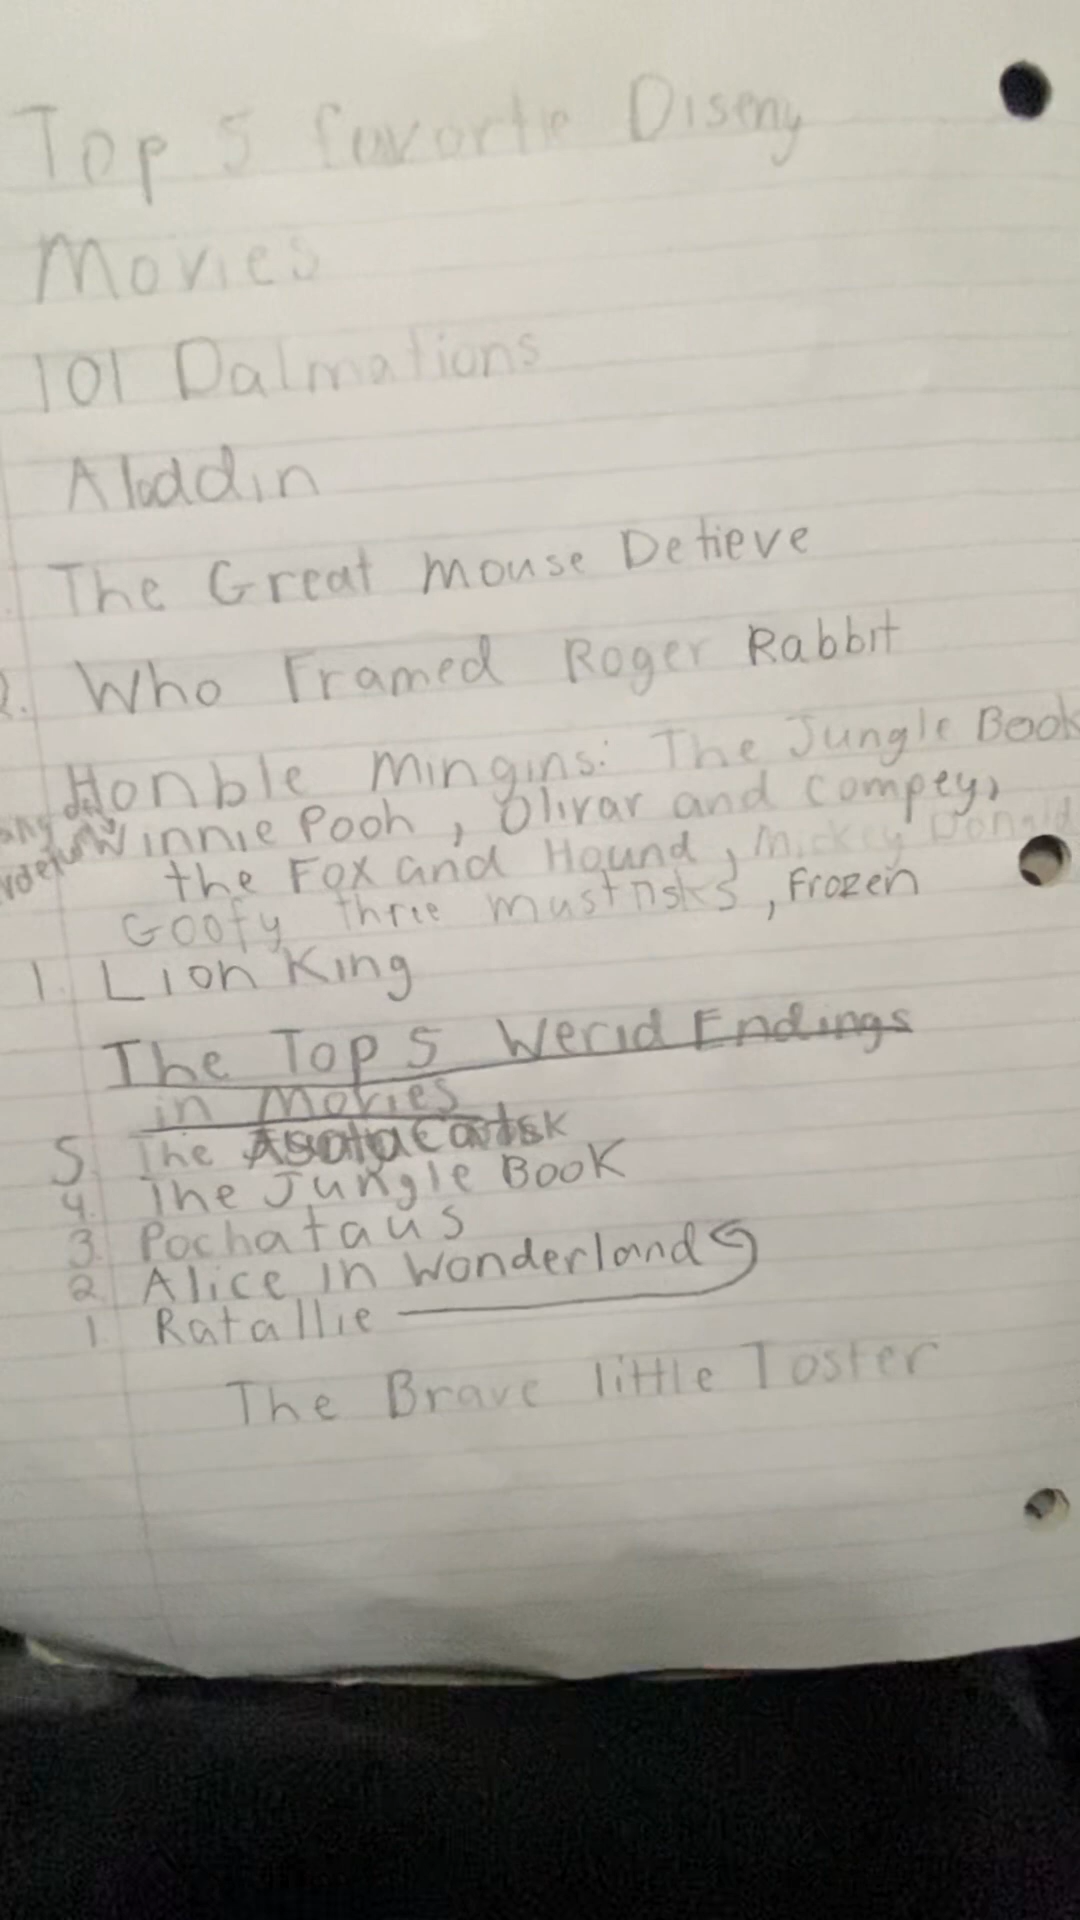 Top 5 favorte Diseny
Movies
101 Dalmations
Aladdin
The Great mouse Detieve
2. Who Framed Roger Rabbit
Honble Mingins: The Jungle Book
Winnie Pooh, Olivar and Compey,
the Fox and Hound, Mickey Donald
Goofy three
, Frozen
1. Lion King
The Top 5 Werid Endings
in Movies
5. The
4. The Jungle Book
3. Pochataus
2. Alice in Wonderland
1. Ratallie
The Brave little Toster